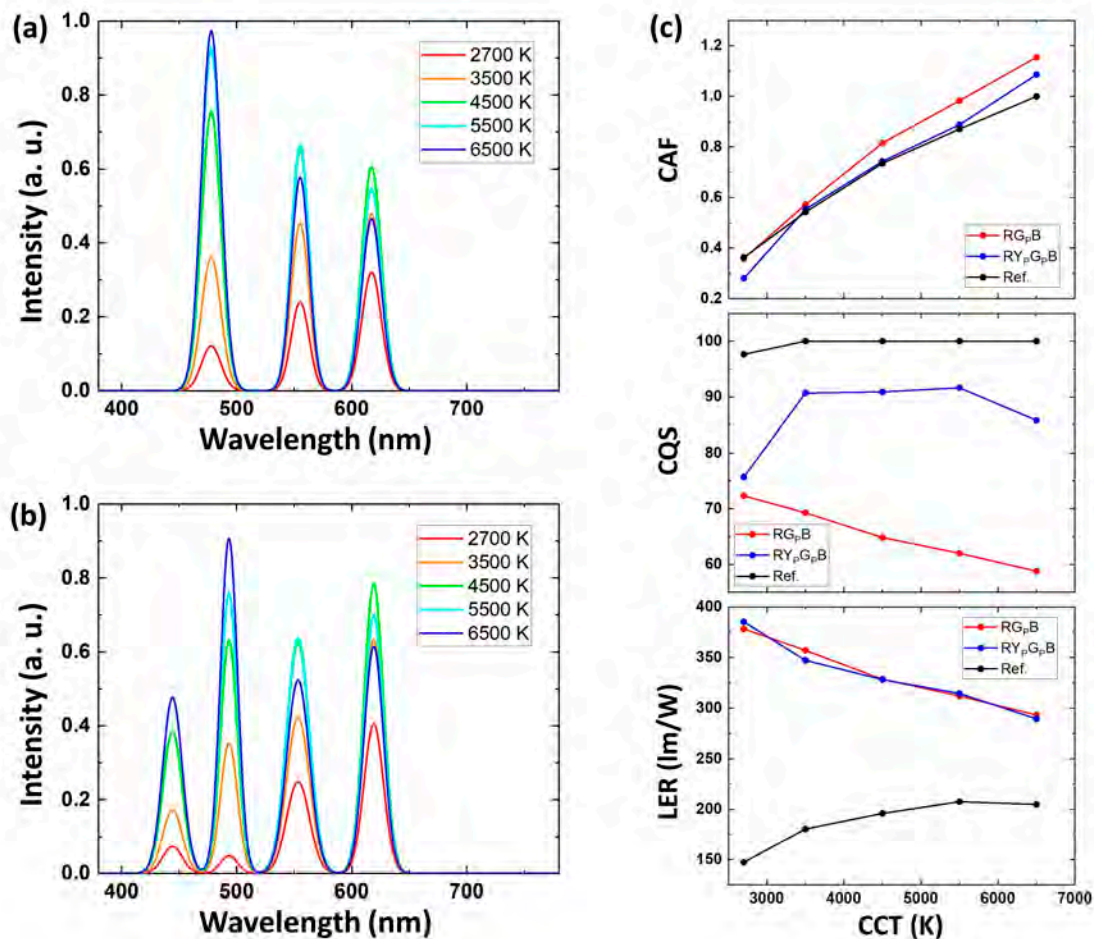 (a)
1.0
0.8
0.6
0.4
0.2
0.0
Intensity (a. u.)
2700 K
3500 K
4500 K
5500 K
6500 K
400 500 600 700
Wavelength (nm)
(b)
1.0
0.8
0.6
0.4
0.2
0.0
Intensity (a. u.)
2700 K
3500 K
4500 K
5500 K
6500 K
400 500 600 700
Wavelength (nm)
(c)
1.2
1.0
0.8
0.6
0.4
0.2
CAF
RGPB
RYPGPB
Ref.
100
90
80
70
60
CQS
RGPB
RYPGPB
Ref.
400
350
300
250
200
150
LER (lm/W)
RGPB
RYPGPB
Ref.
3000 4000 5000 6000 7000
CCT (K)